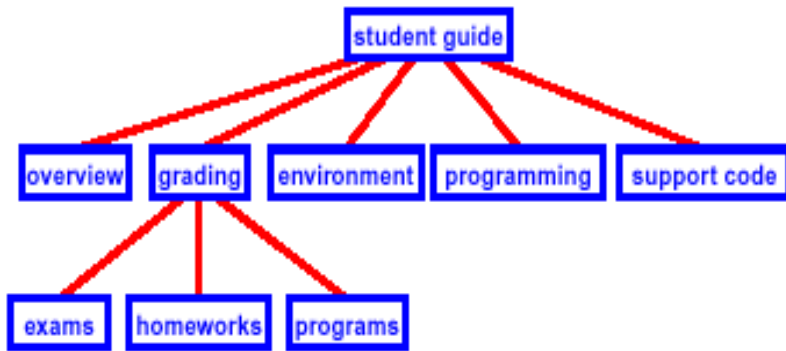 student guide
overview
grading
environment
programming
support code
exams
homeworks
programs